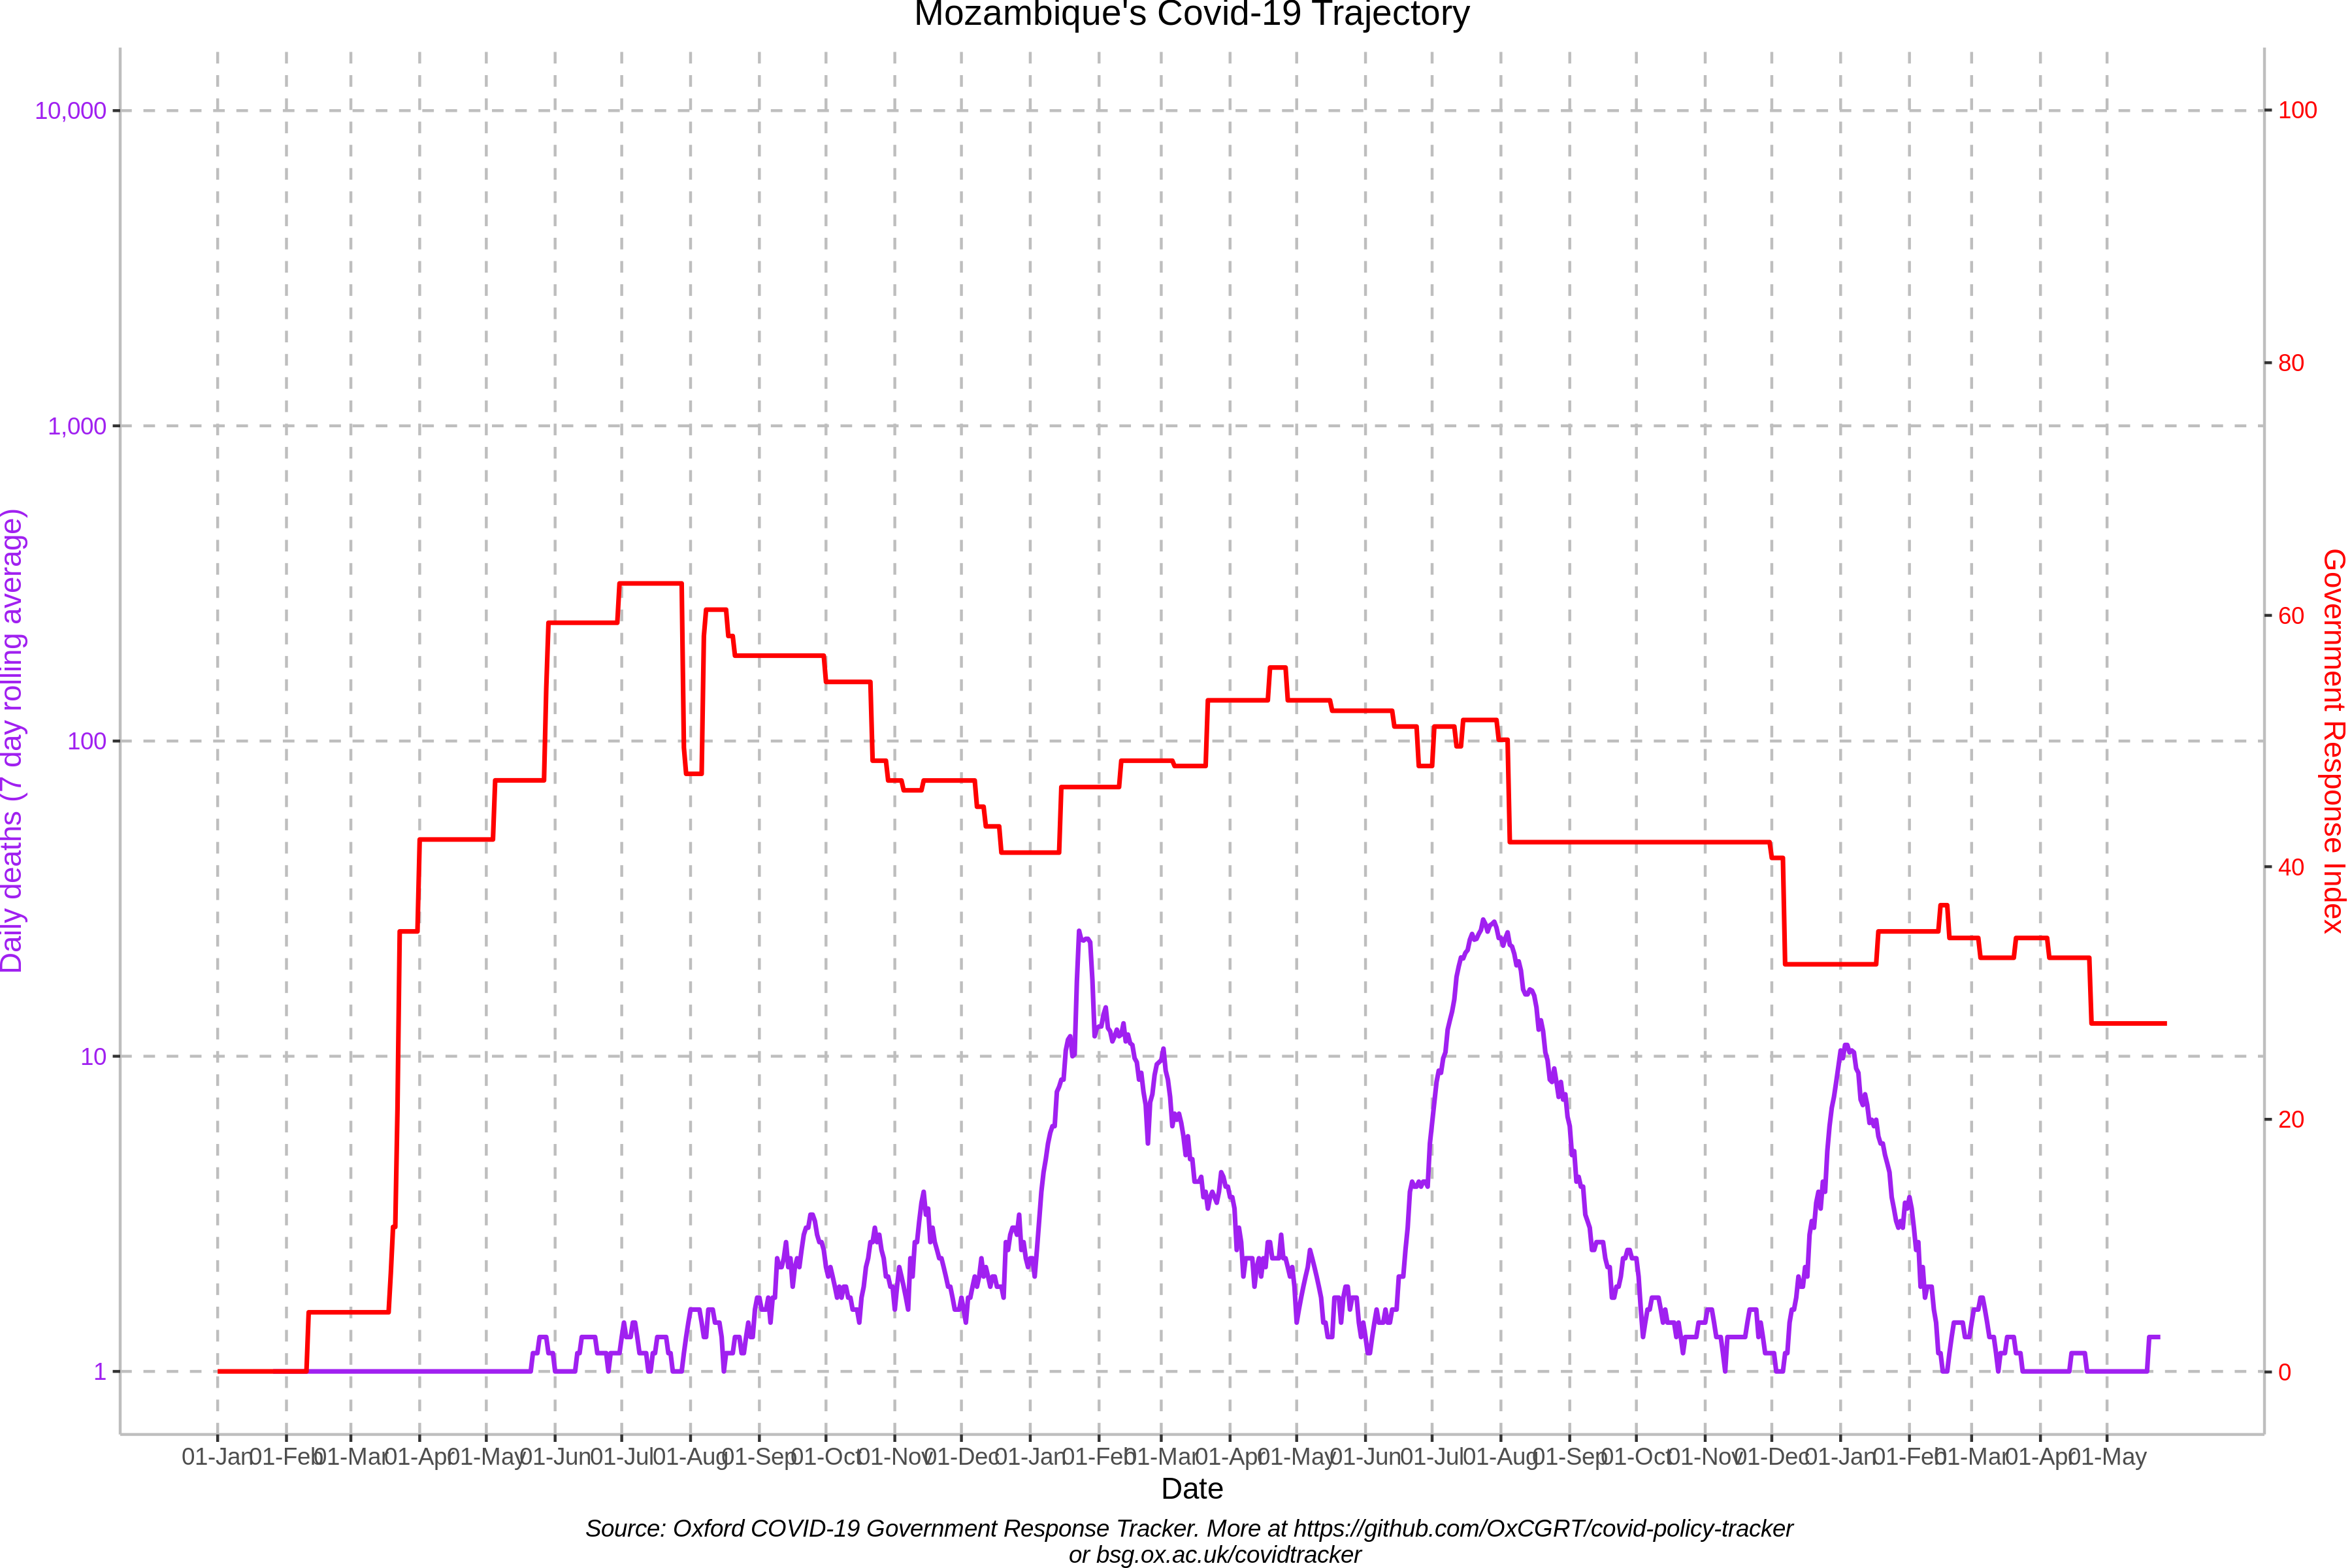 Mozambique's Covid-19 Trajectory
10,000
1,000
100
10
1
Daily deaths (7 day rolling average)
100
80
60
40
20
0
Government Response Index
01-Jan 01-Feb 01-Mar 01-Apr 01-May 01-Jun 01-Jul 01-Aug 01-Sep 01-Oct 01-Nov 01-Dec 01-Jan 01-Feb 01-Mar 01-Apr 01-May 01-Jun 01-Jul 01-Aug 01-Sep 01-Oct 01-Nov 01-Dec 01-Jan 01-Feb 01-Mar 01-Apr 01-May
Date
Source: Oxford COVID-19 Government Response Tracker. More at https://github.com/OxCGRT/covid-policy-tracker
or bsg.ox.ac.uk/covidtracker